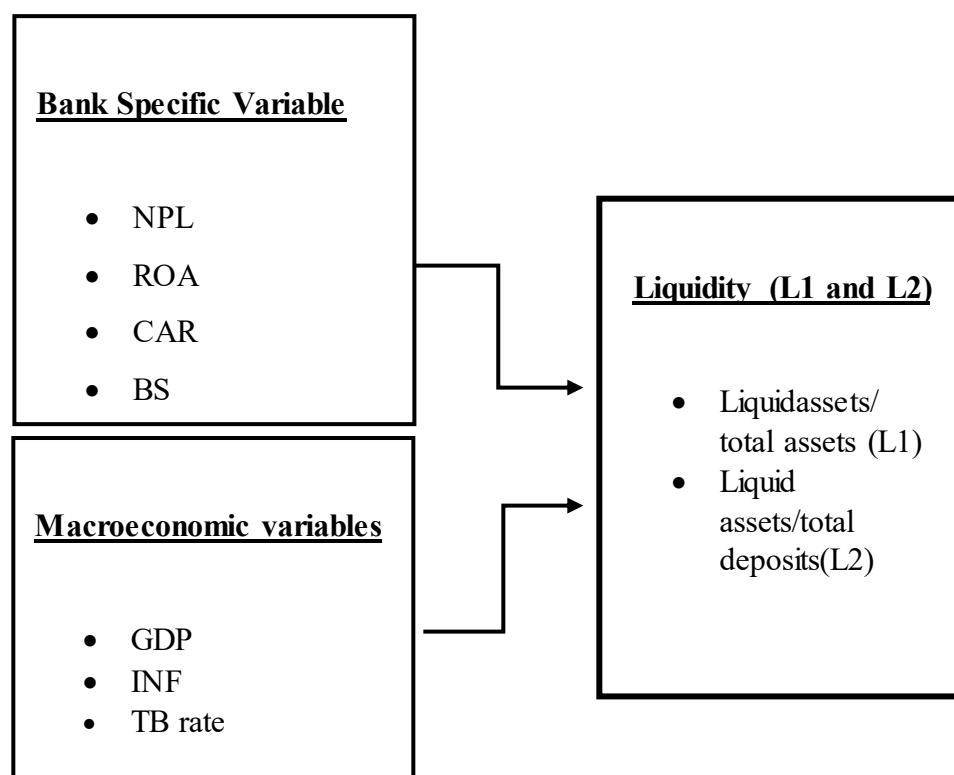 Bank Specific Variable
• NPL
• ROA
• CAR
• BS
Macroeconomic variables
• GDP
• INF
• TB rate
Liquidity (L1 and L2)
• Liquidassets/
total assets (L1)
• Liquid
assets/total
deposits(L2)